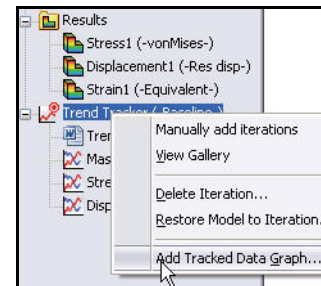 Results
Stress1 (-vonMises-)
Displacement1 (-Res disp-)
Strain1 (-Equivalent-)
Trend Tracker (-Baseline-)
Manually add iterations
View Gallery
Delete Iteration...
Restore Model to Iteration.
Add Tracked Data Graph...